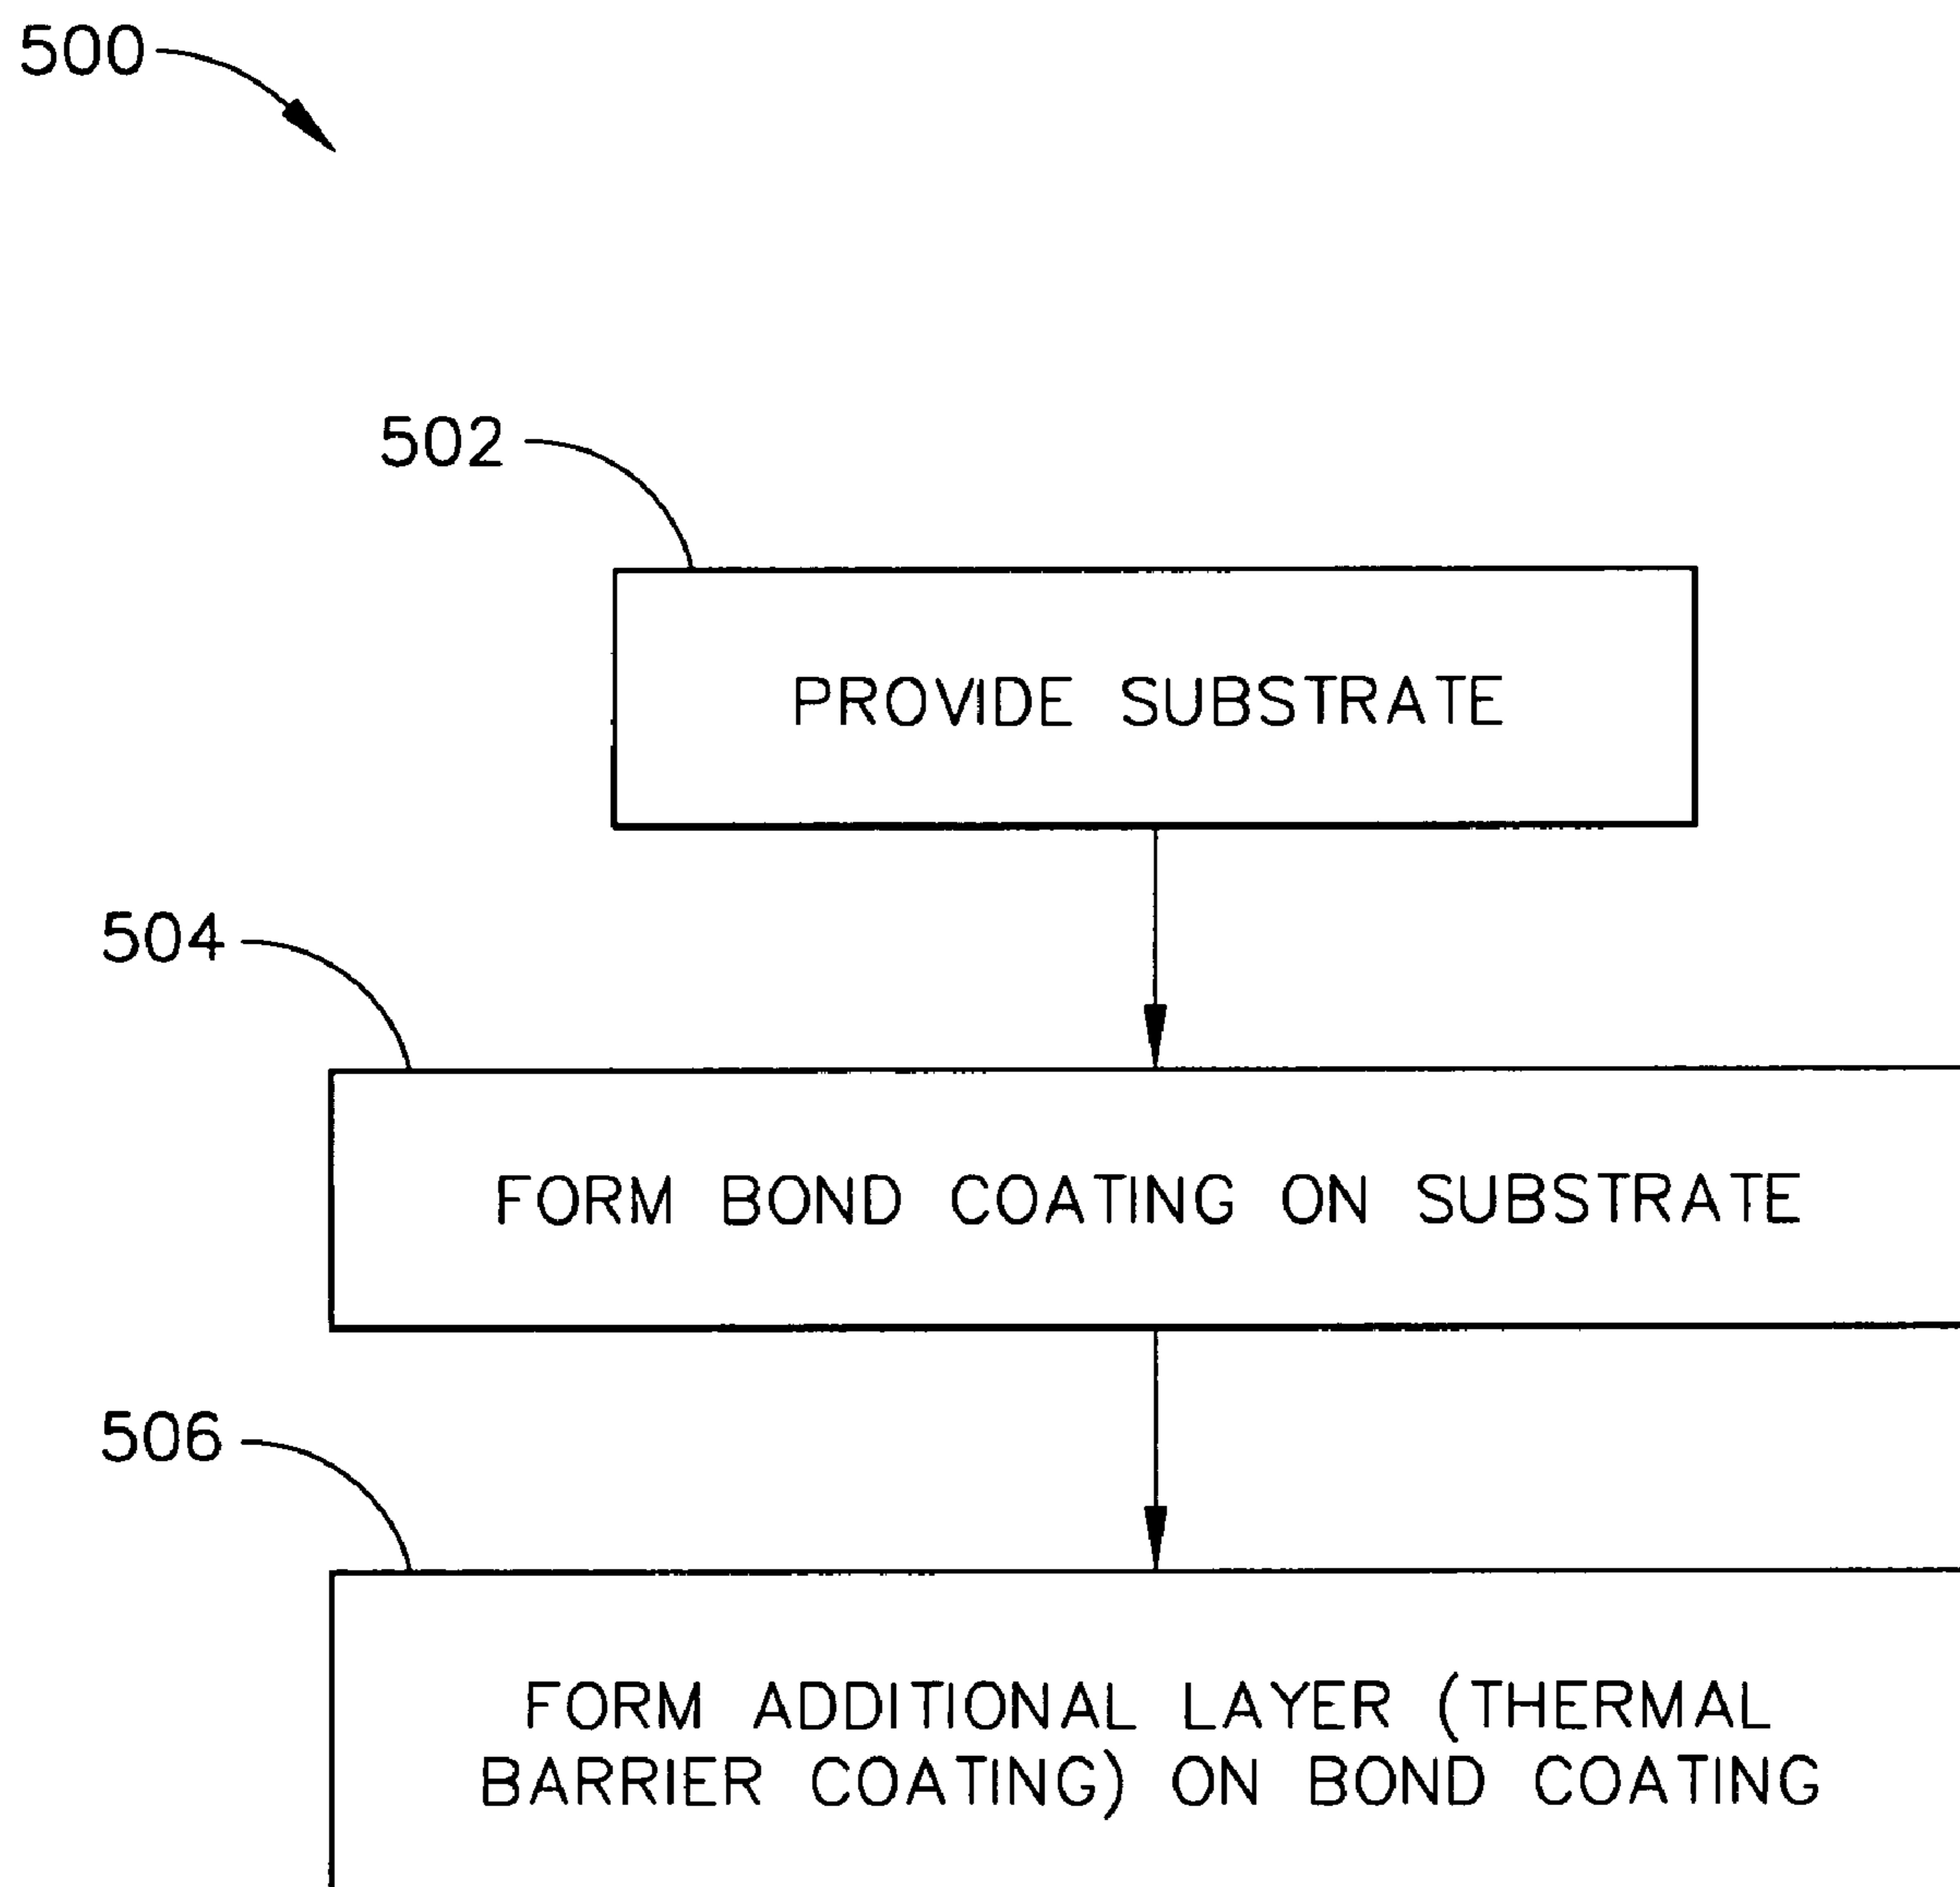 500
502
PROVIDE SUBSTRATE
504
FORM BOND COATING ON SUBSTRATE
506
FORM ADDITIONAL LAYER (THERMAL
BARRIER COATING) ON BOND COATING